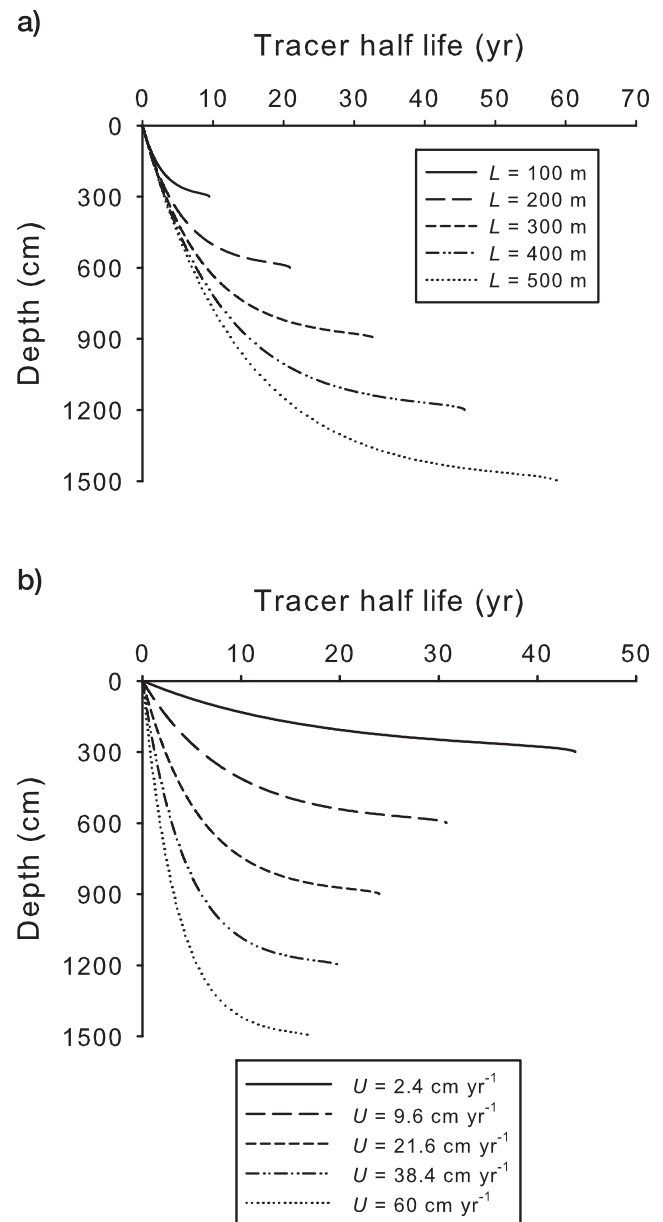 a)
Tracer half life (yr)
0 10 20 30 40 50 60 70
0
300
600
900
1200
1500
Depth (cm)
L = 100 m
L = 200 m
L = 300 m
L = 400 m
L = 500 m
b)
Tracer half life (yr)
0 10 20 30 40 50
0
300
600
900
1200
1500
Depth (cm)
U = 2.4 cm yr⁻¹
U = 9.6 cm yr⁻¹
U = 21.6 cm yr⁻¹
U = 38.4 cm yr⁻¹
U = 60 cm yr⁻¹